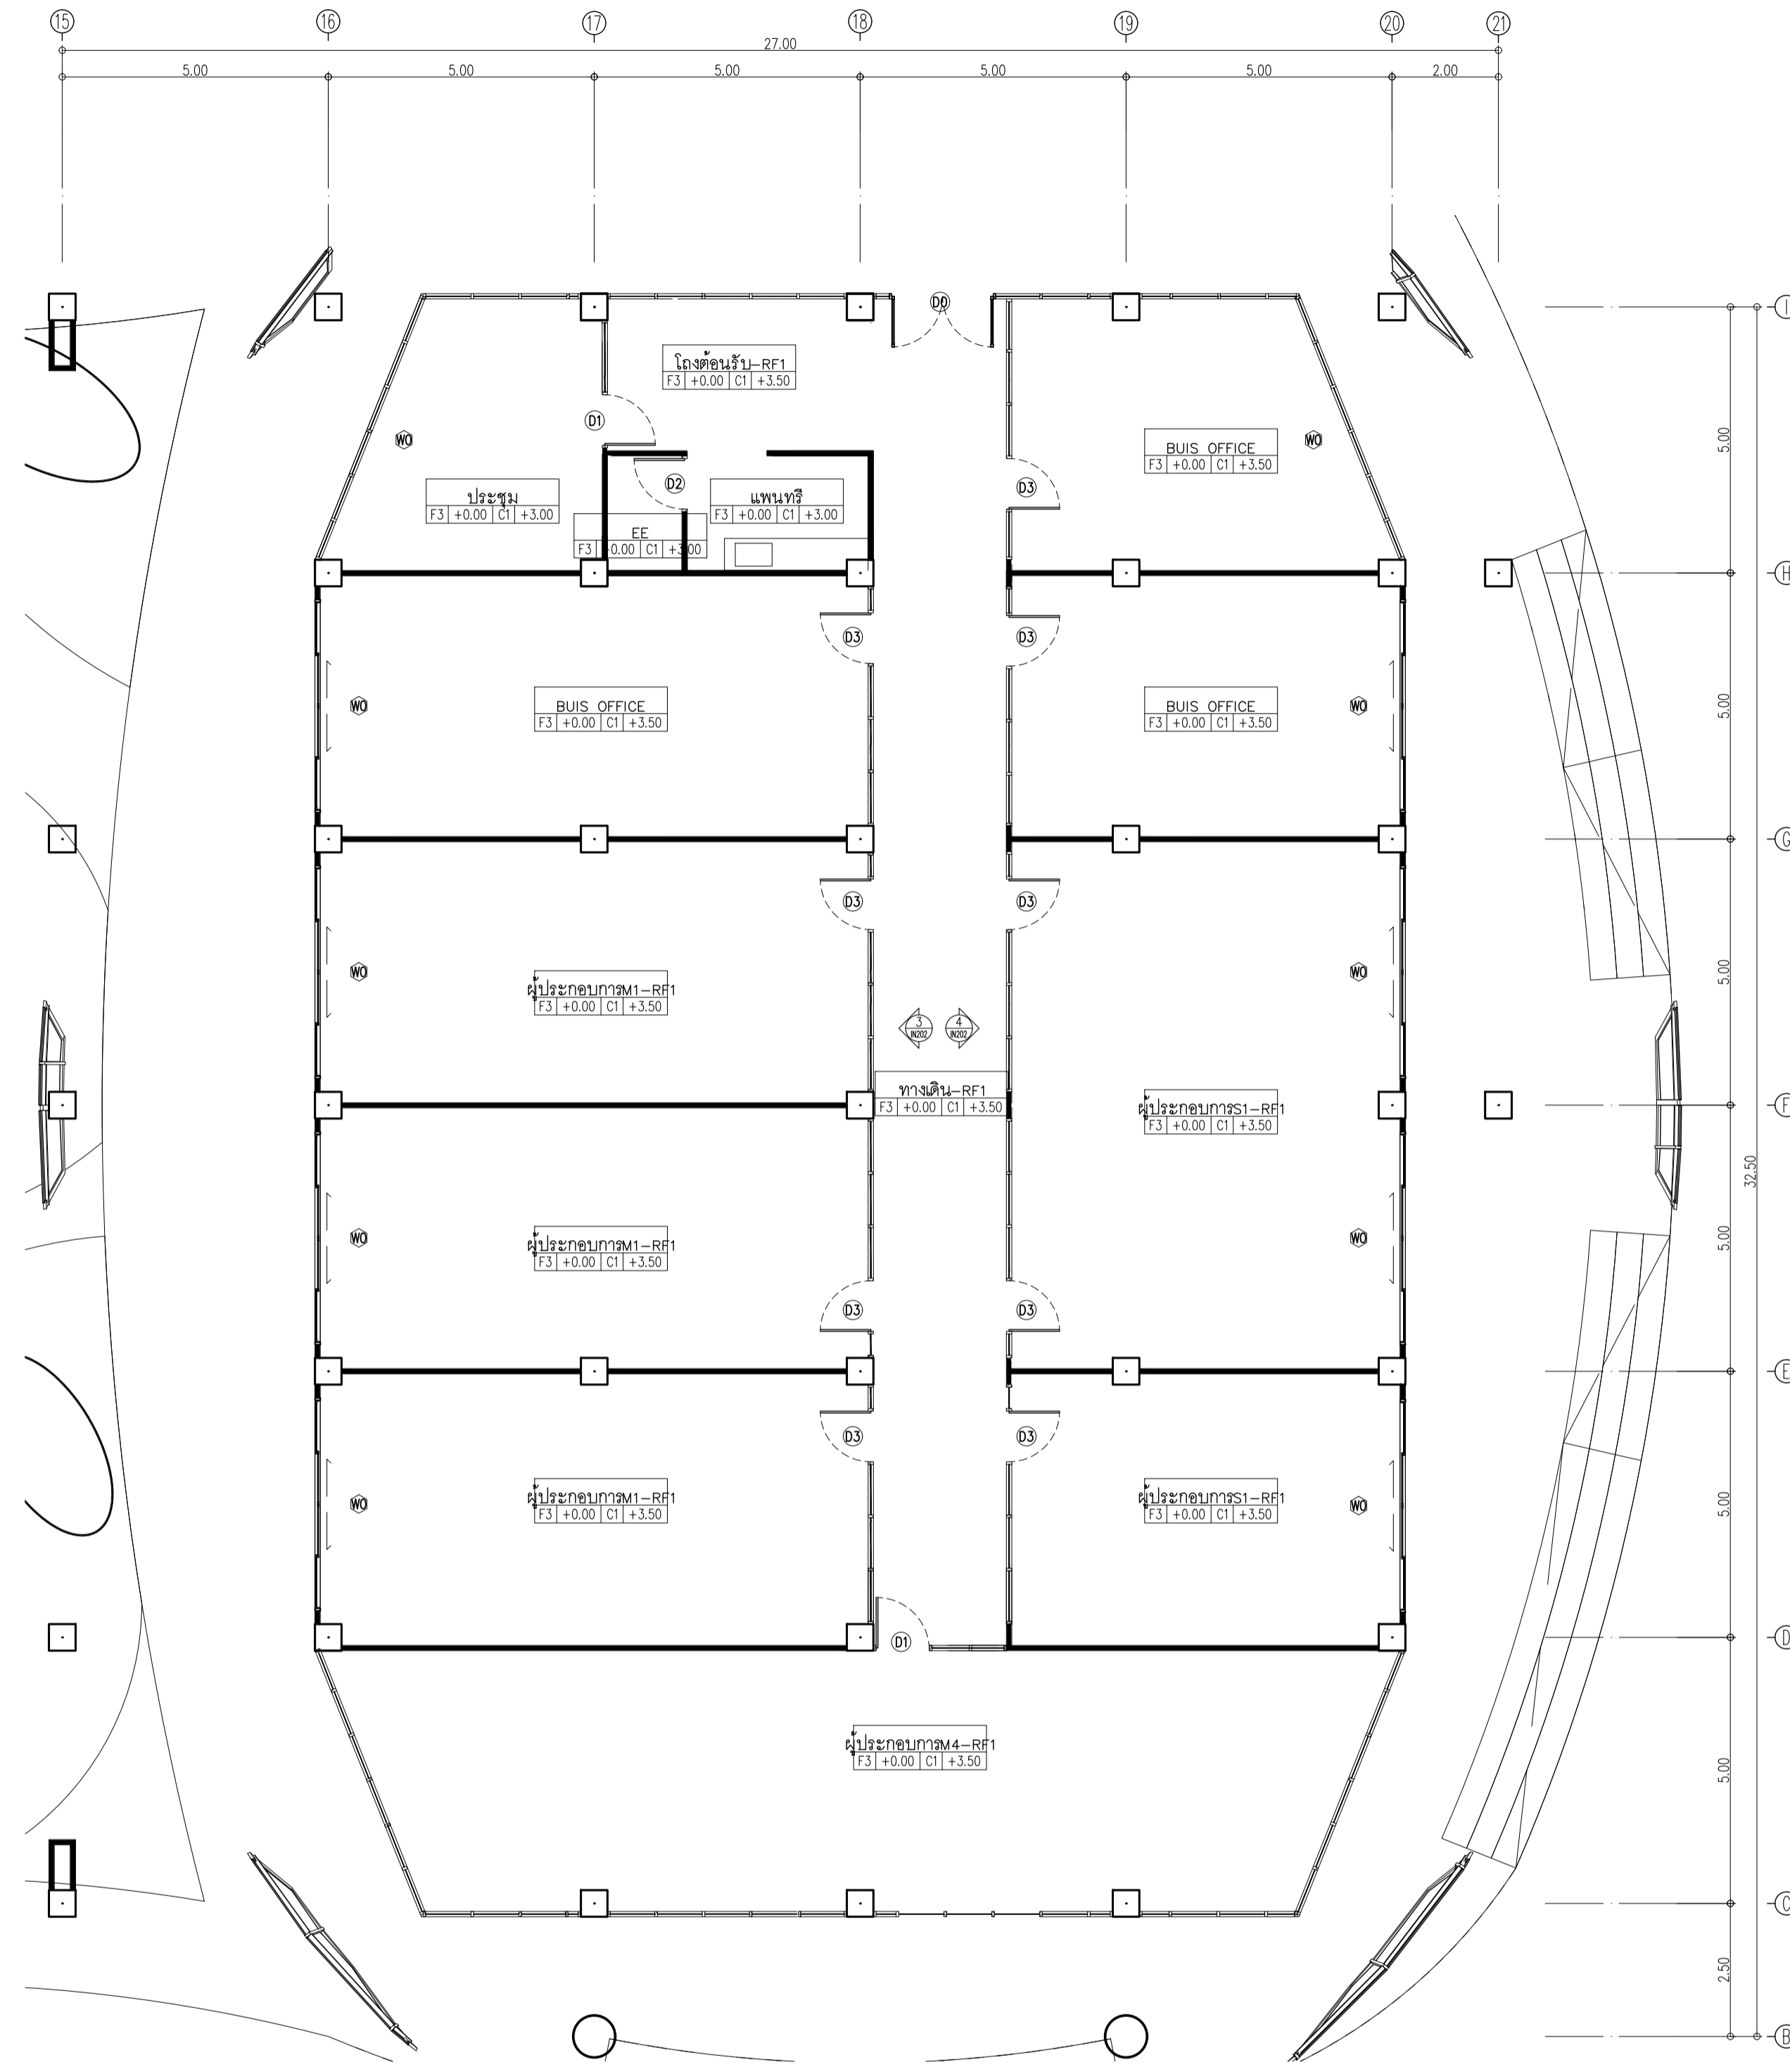 15 16 17 18 19 20 21
27.00
5.00 5.00 5.00 5.00 5.00 2.00
I
D0
โถงต้อนรับ-RF1
F3 +0.00 C1 +3.50
D1
WO
BUIS OFFICE
F3 +0.00 C1 +3.50
WO
5.00
D2
D3
ประชุม
F3 +0.00 C1 +3.00
แพนทรี
F3 +0.00 C1 +3.00
EE
F3 +0.00 C1 +3.00
H
D3
D3
WO
BUIS OFFICE
F3 +0.00 C1 +3.50
BUIS OFFICE
F3 +0.00 C1 +3.50
WO
5.00
G
D3
D3
WO
ผู้ประกอบการM1-RF1
F3 +0.00 C1 +3.50
WO
5.00
3
IN202
4
IN202
ทางเดิน-RF1
F3 +0.00 C1 +3.50
ผู้ประกอบการS1-RF1
F3 +0.00 C1 +3.50
F
32.50
WO
ผู้ประกอบการM1-RF1
F3 +0.00 C1 +3.50
WO
5.00
D3
D3
E
D3
D3
WO
ผู้ประกอบการM1-RF1
F3 +0.00 C1 +3.50
ผู้ประกอบการS1-RF1
F3 +0.00 C1 +3.50
WO
5.00
D1
D
ผู้ประกอบการM4-RF1
F3 +0.00 C1 +3.50
5.00
C
2.50
B